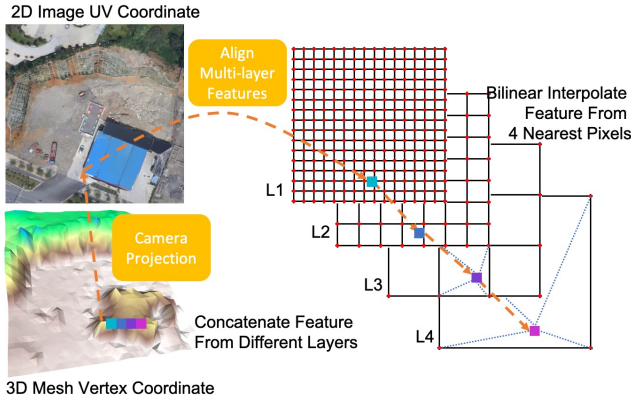 2D Image UV Coordinate
Align
Multi-layer
Features
Bilinear Interpolate
Feature From
4 Nearest Pixels
L1
L2
L3
L4
Camera
Projection
Concatenate Feature
From Different Layers
3D Mesh Vertex Coordinate